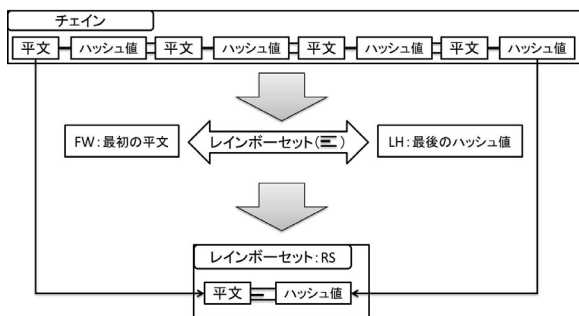 チェイン
平文 ハッシュ値 平文 ハッシュ値 平文 ハッシュ値 平文 ハッシュ値
FW:最初の平文
レインボーセット(三)
LH:最後のハッシュ値
レインボーセット:RS
平文 ハッシュ値